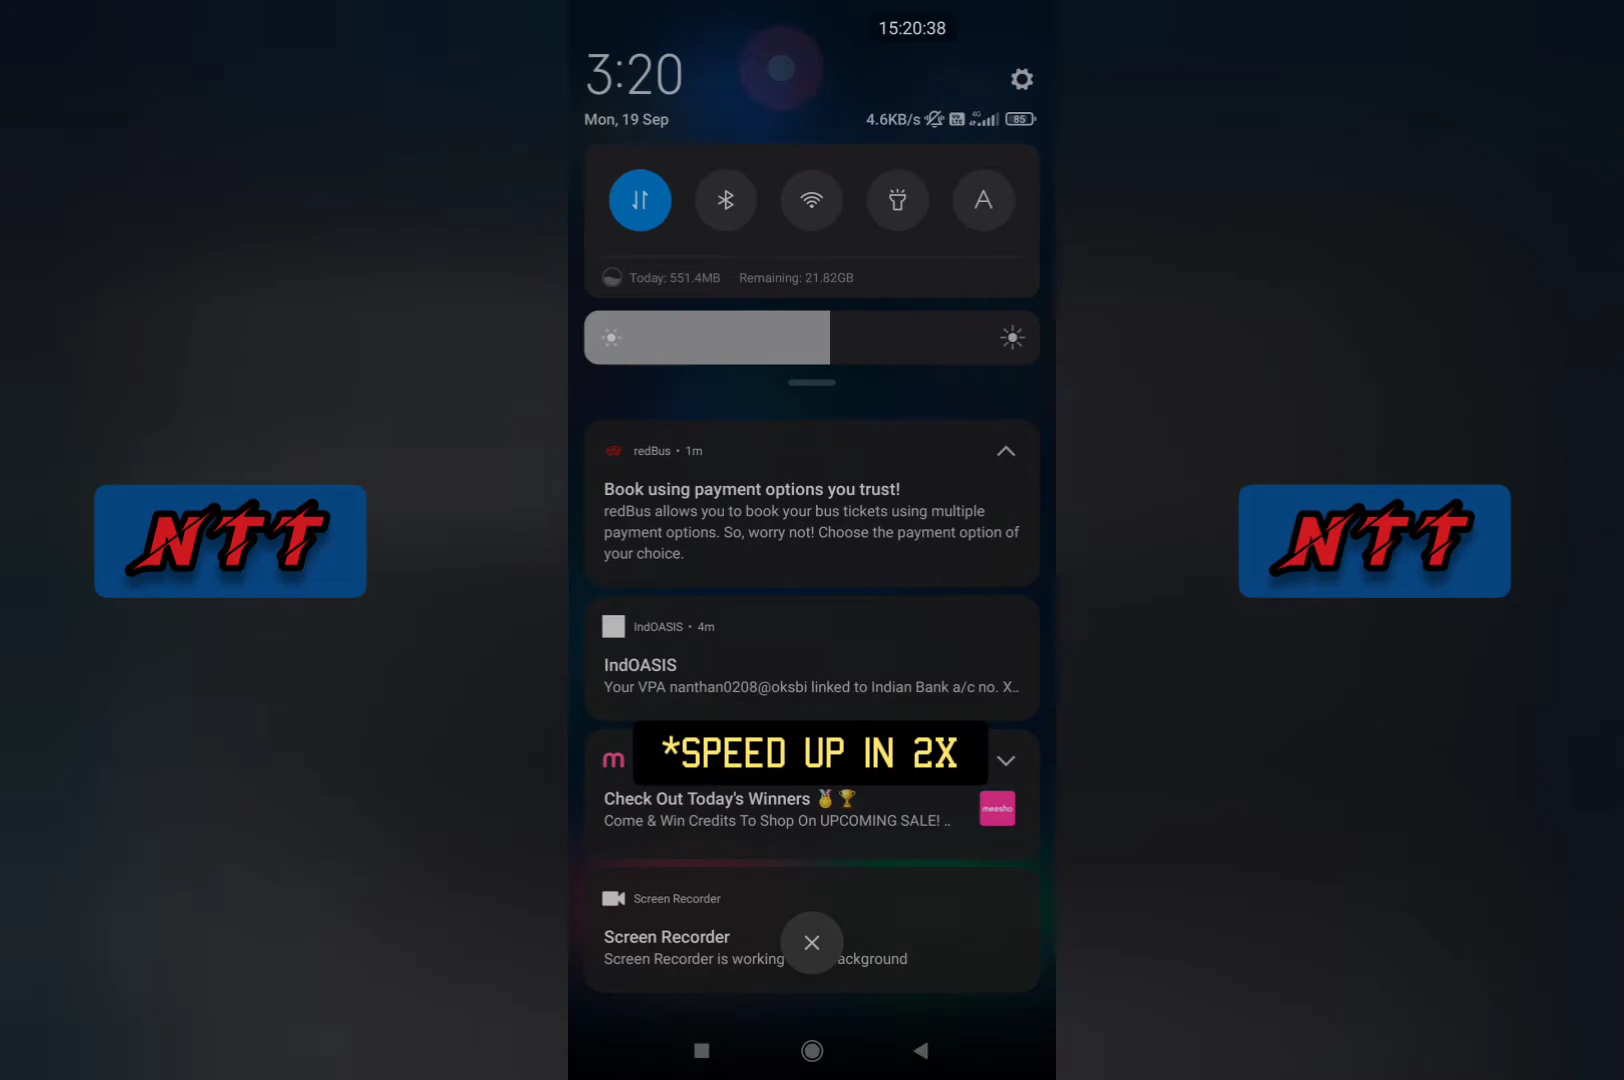 15:20:38
3:20
Mon, 19 Sep
4.6KB/s
4G
85
Today: 551.4MB Remaining: 21.82GB
redBus • 1m
Book using payment options you trust!
redBus allows you to book your bus tickets using multiple
payment options. So, worry not! Choose the payment option of
your choice.
NTT
NTT
IndOASIS • 4m
IndOASIS
Your VPA nanthan0208@oksbi linked to Indian Bank a/c no. X..
*SPEED UP IN 2X
Check Out Today's Winners 🏅🏆
Come & Win Credits To Shop On UPCOMING SALE! ..
meesho
Screen Recorder
Screen Recorder
Screen Recorder is working ackground